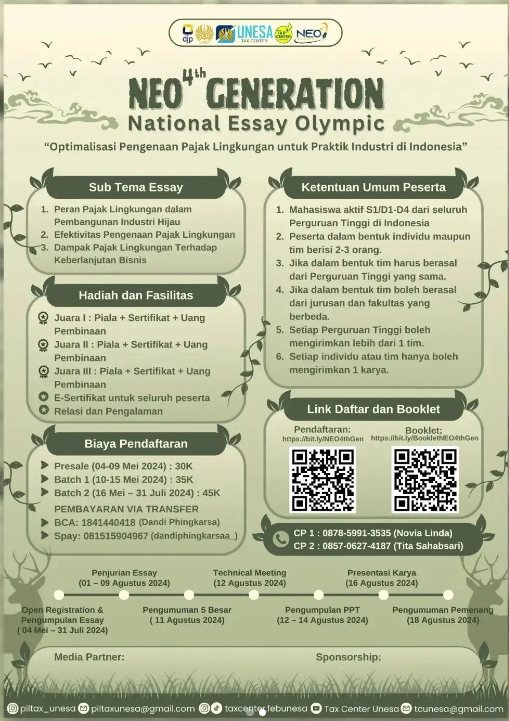 djp
UNESA
TAX CENTER
TAX CENTER
NEO
NEO 4th GENERATION
National Essay Olympic
“Optimalisasi Pengenaan Pajak Lingkungan untuk Praktik Industri di Indonesia”
Sub Tema Essay
1. Peran Pajak Lingkungan dalam
Pembangunan Industri Hijau
2. Efektivitas Pengenaan Pajak Lingkungan
3. Dampak Pajak Lingkungan Terhadap
Keberlanjutan Bisnis
Hadiah dan Fasilitas
Juara I : Piala + Sertifikat + Uang
Pembinaan
Juara II : Piala + Sertifikat + Uang
Pembinaan
Juara III : Piala + Sertifikat + Uang
Pembinaan
E-Sertifikat untuk seluruh peserta
Relasi dan Pengalaman
Biaya Pendaftaran
Presale (04-09 Mei 2024) : 30K
Batch 1 (10-15 Mei 2024) : 35K
Batch 2 (16 Mei – 31 Juli 2024) : 45K
PEMBAYARAN VIA TRANSFER
BCA: 1841440418 (Dandi Phingkarsa)
Spay: 081515904967 (dandiphingkarsaa_)
Ketentuan Umum Peserta
1. Mahasiswa aktif S1/D1-D4 dari seluruh
Perguruan Tinggi di Indonesia
2. Peserta dalam bentuk individu maupun
tim berisi 2-3 orang.
3. Jika dalam bentuk tim harus berasal
dari Perguruan Tinggi yang sama.
4. Jika dalam bentuk tim boleh berasal
dari jurusan dan fakultas yang
berbeda.
5. Setiap Perguruan Tinggi boleh
mengirimkan lebih dari 1 tim.
6. Setiap individu atau tim hanya boleh
mengirimkan 1 karya.
Link Daftar dan Booklet
Pendaftaran:
https://bit.ly/NEO4thGen
Booklet:
https://bit.ly/BookletNEO4thGen
CP 1 : 0878-5991-3535 (Novia Linda)
CP 2 : 0857-0627-4187 (Tita Sahabsari)
Open Registration &
Pengumpulan Essay
( 04 Mei – 31 Juli 2024)
Penjurian Essay
(01 – 09 Agustus 2024)
Pengumuman 5 Besar
( 11 Agustus 2024)
Technical Meeting
(12 Agustus 2024)
Pengumpulan PPT
(12 – 14 Agustus 2024)
Presentasi Karya
(16 Agustus 2024)
Pengumuman Pemenang
(18 Agustus 2024)
Media Partner:
Sponsorship:
piltax_unesa
piltaxunesa@gmail.com
taxcenter.febunesa
Tax Center Unesa
tcunesa@gmail.com